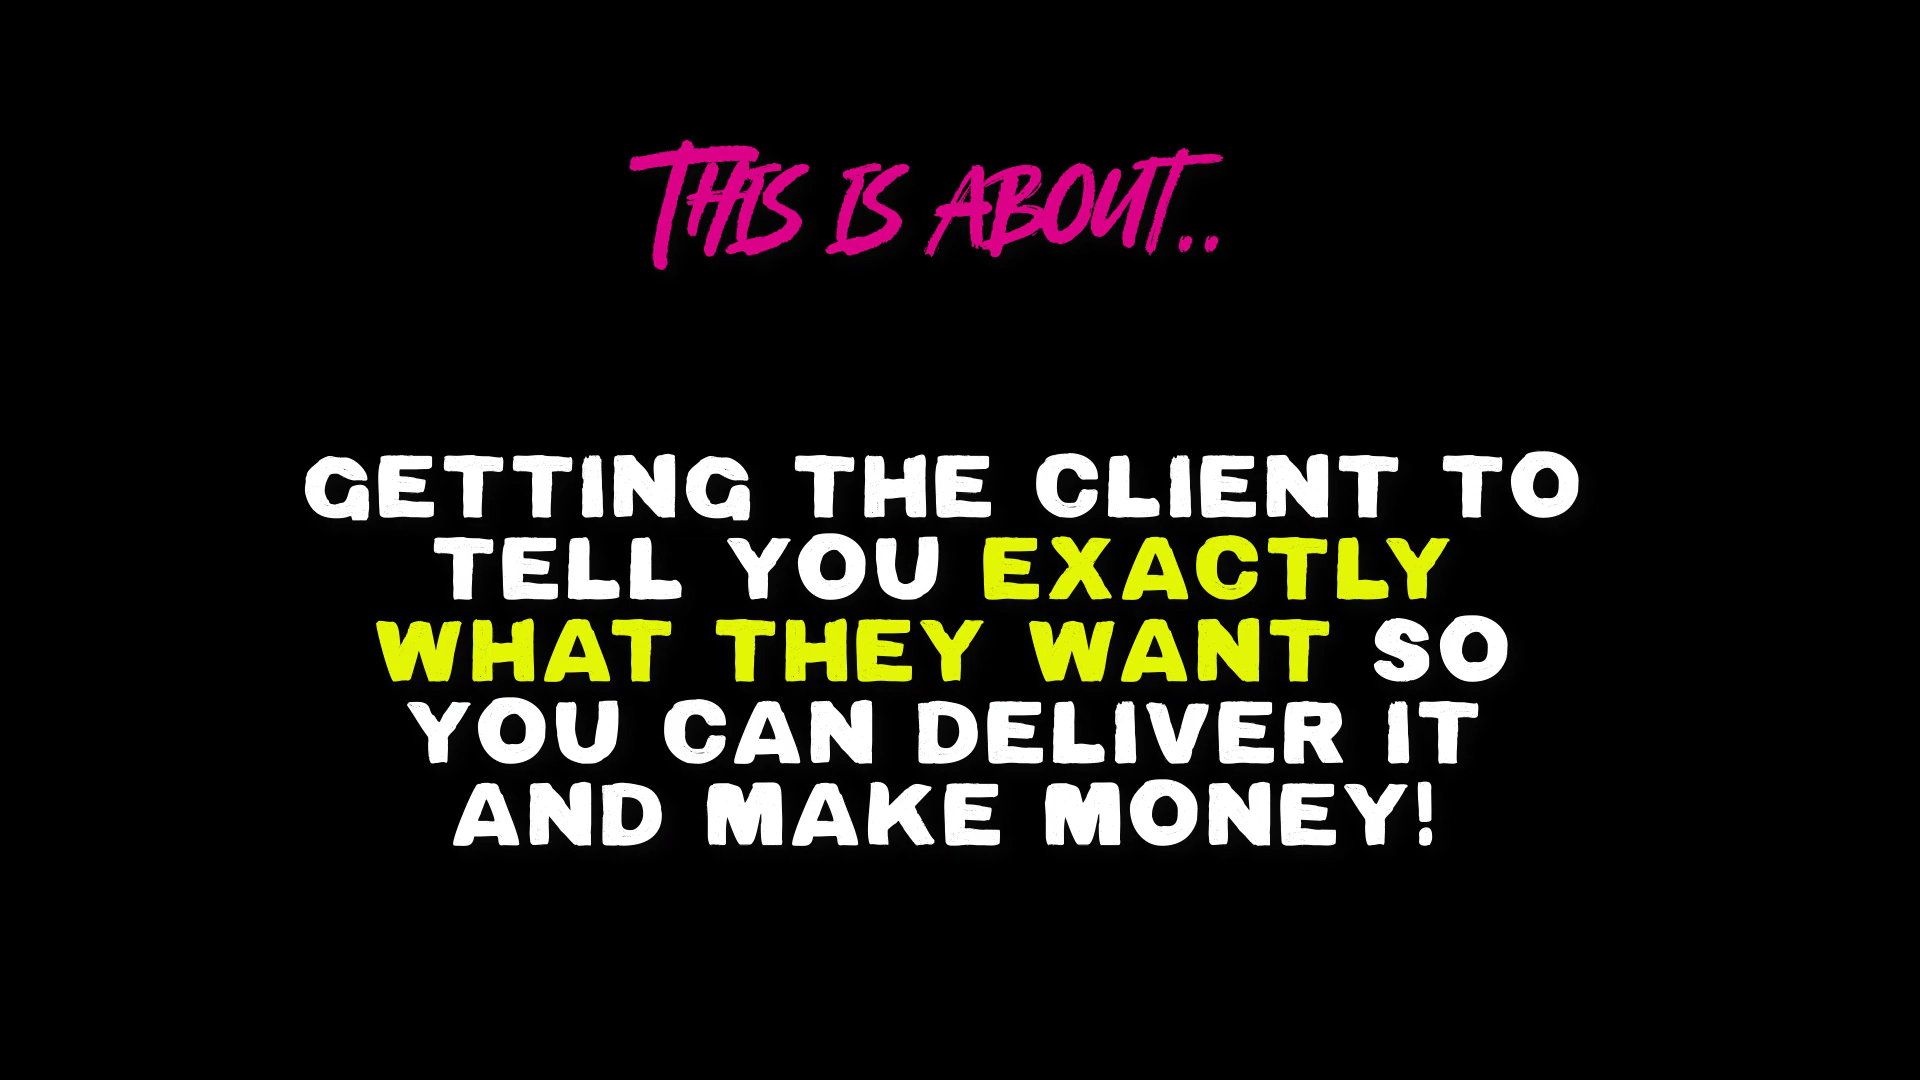 THIS IS ABOUT..
GETTING THE CLIENT TO
TELL YOU EXACTLY
WHAT THEY WANT SO
YOU CAN DELIVER IT
AND MAKE MONEY!